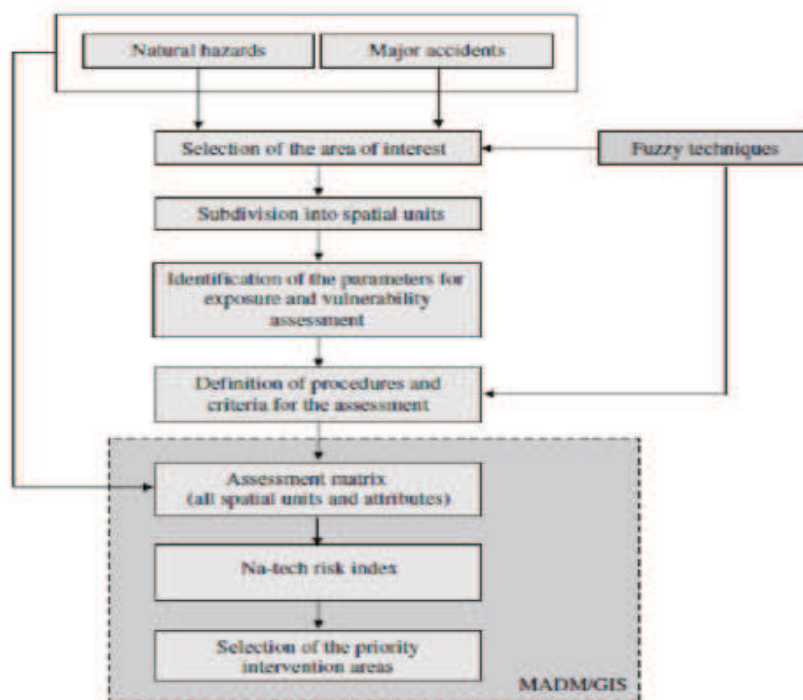 Natural hazards
Major accidents
Selection of the area of interest
Fuzzy techniques
Subdivision into spatial units
Identification of the parameters for
exposure and vulnerability
assessment
Definition of procedures and
criteria for the assessment
Assessment matrix
(all spatial units and attributes)
Na-tech risk index
Selection of the priority
intervention areas
MADM/GIS